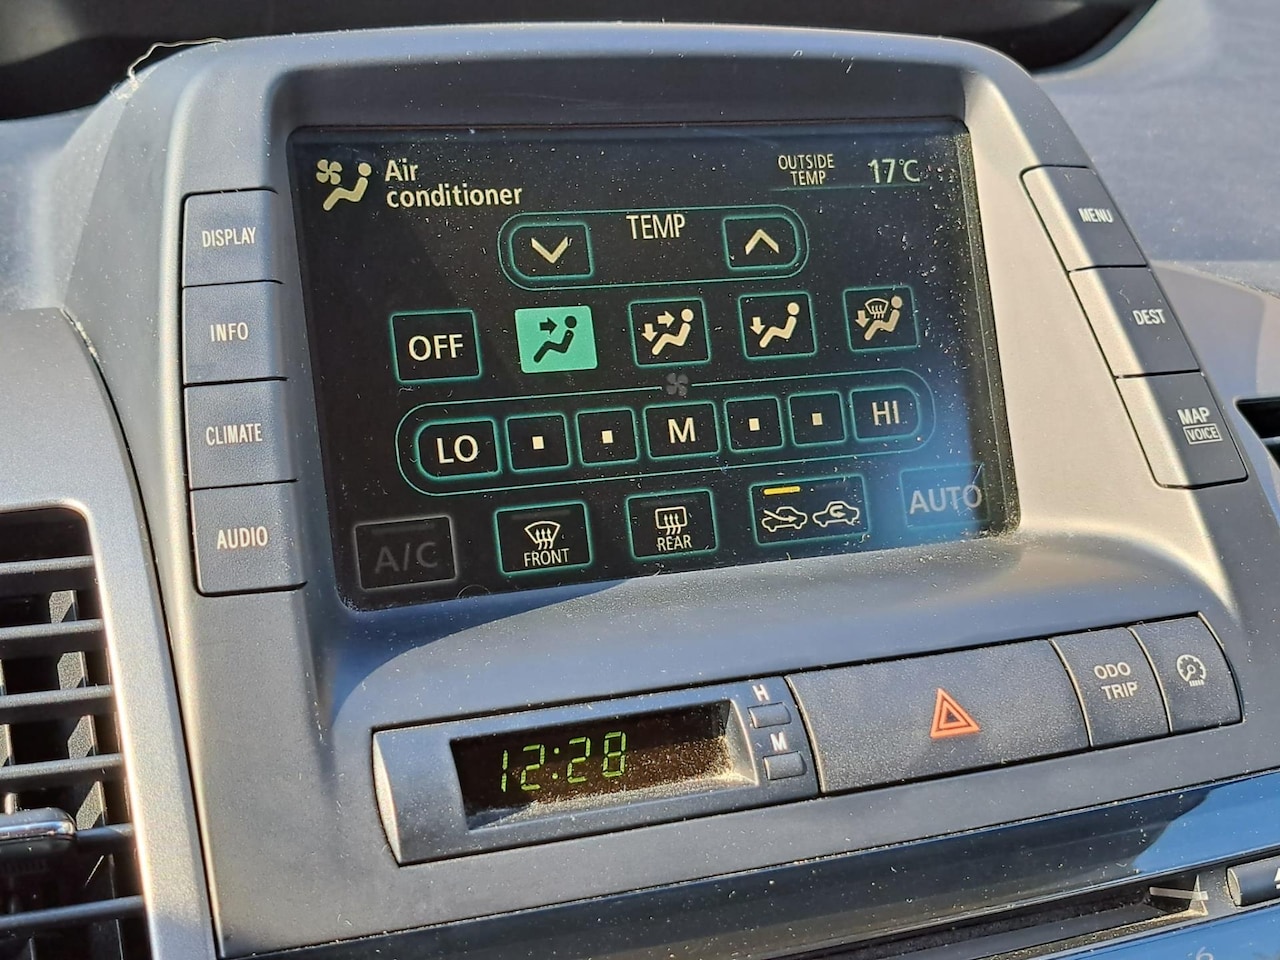 Air
conditioner
OUTSIDE
TEMP
17°C
TEMP
OFF
LO
M
HI
A/C
FRONT
REAR
AUTO
DISPLAY
INFO
CLIMATE
AUDIO
MENU
DEST
MAP
VOICE
12:28
H
M
ODO
TRIP
6